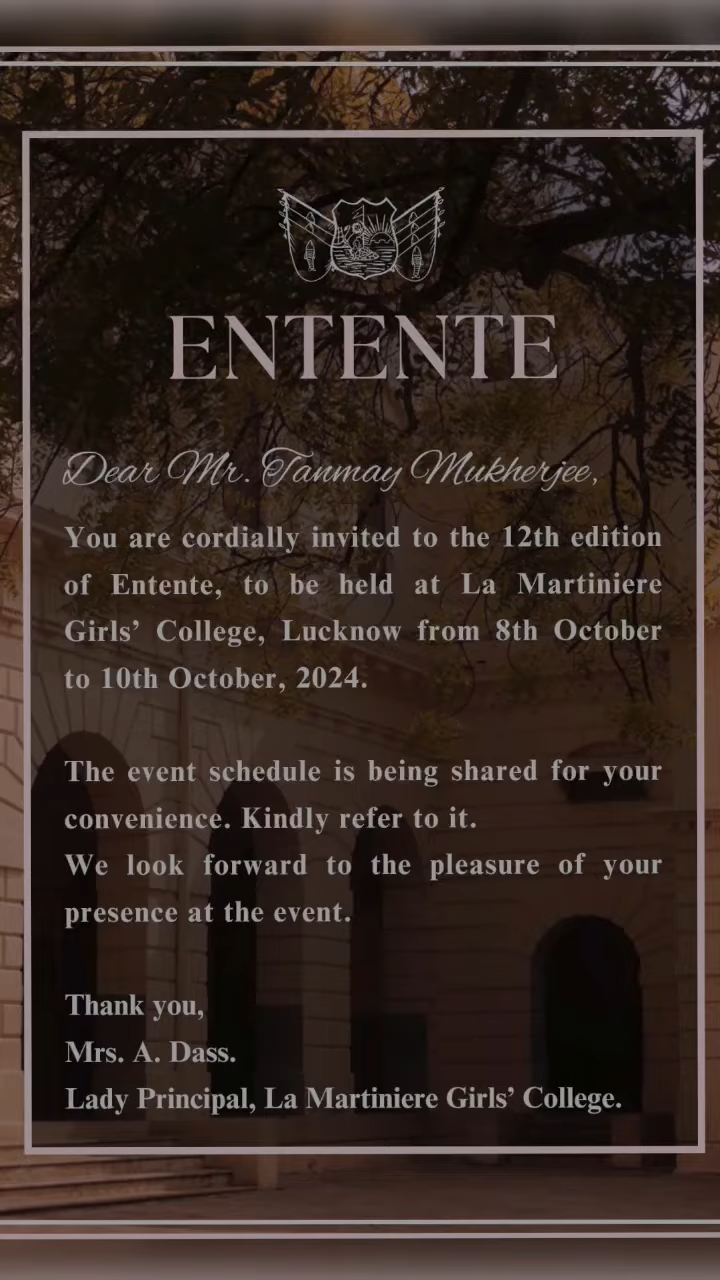 ENTENTE
Dear Mr. Tanmay Mukherjee,
You are cordially invited to the 12th edition
of Entente, to be held at La Martiniere
Girls’ College, Lucknow from 8th October
to 10th October, 2024.
The event schedule is being shared for your
convenience. Kindly refer to it.
We look forward to the pleasure of your
presence at the event.
Thank you,
Mrs. A. Dass.
Lady Principal, La Martiniere Girls’ College.